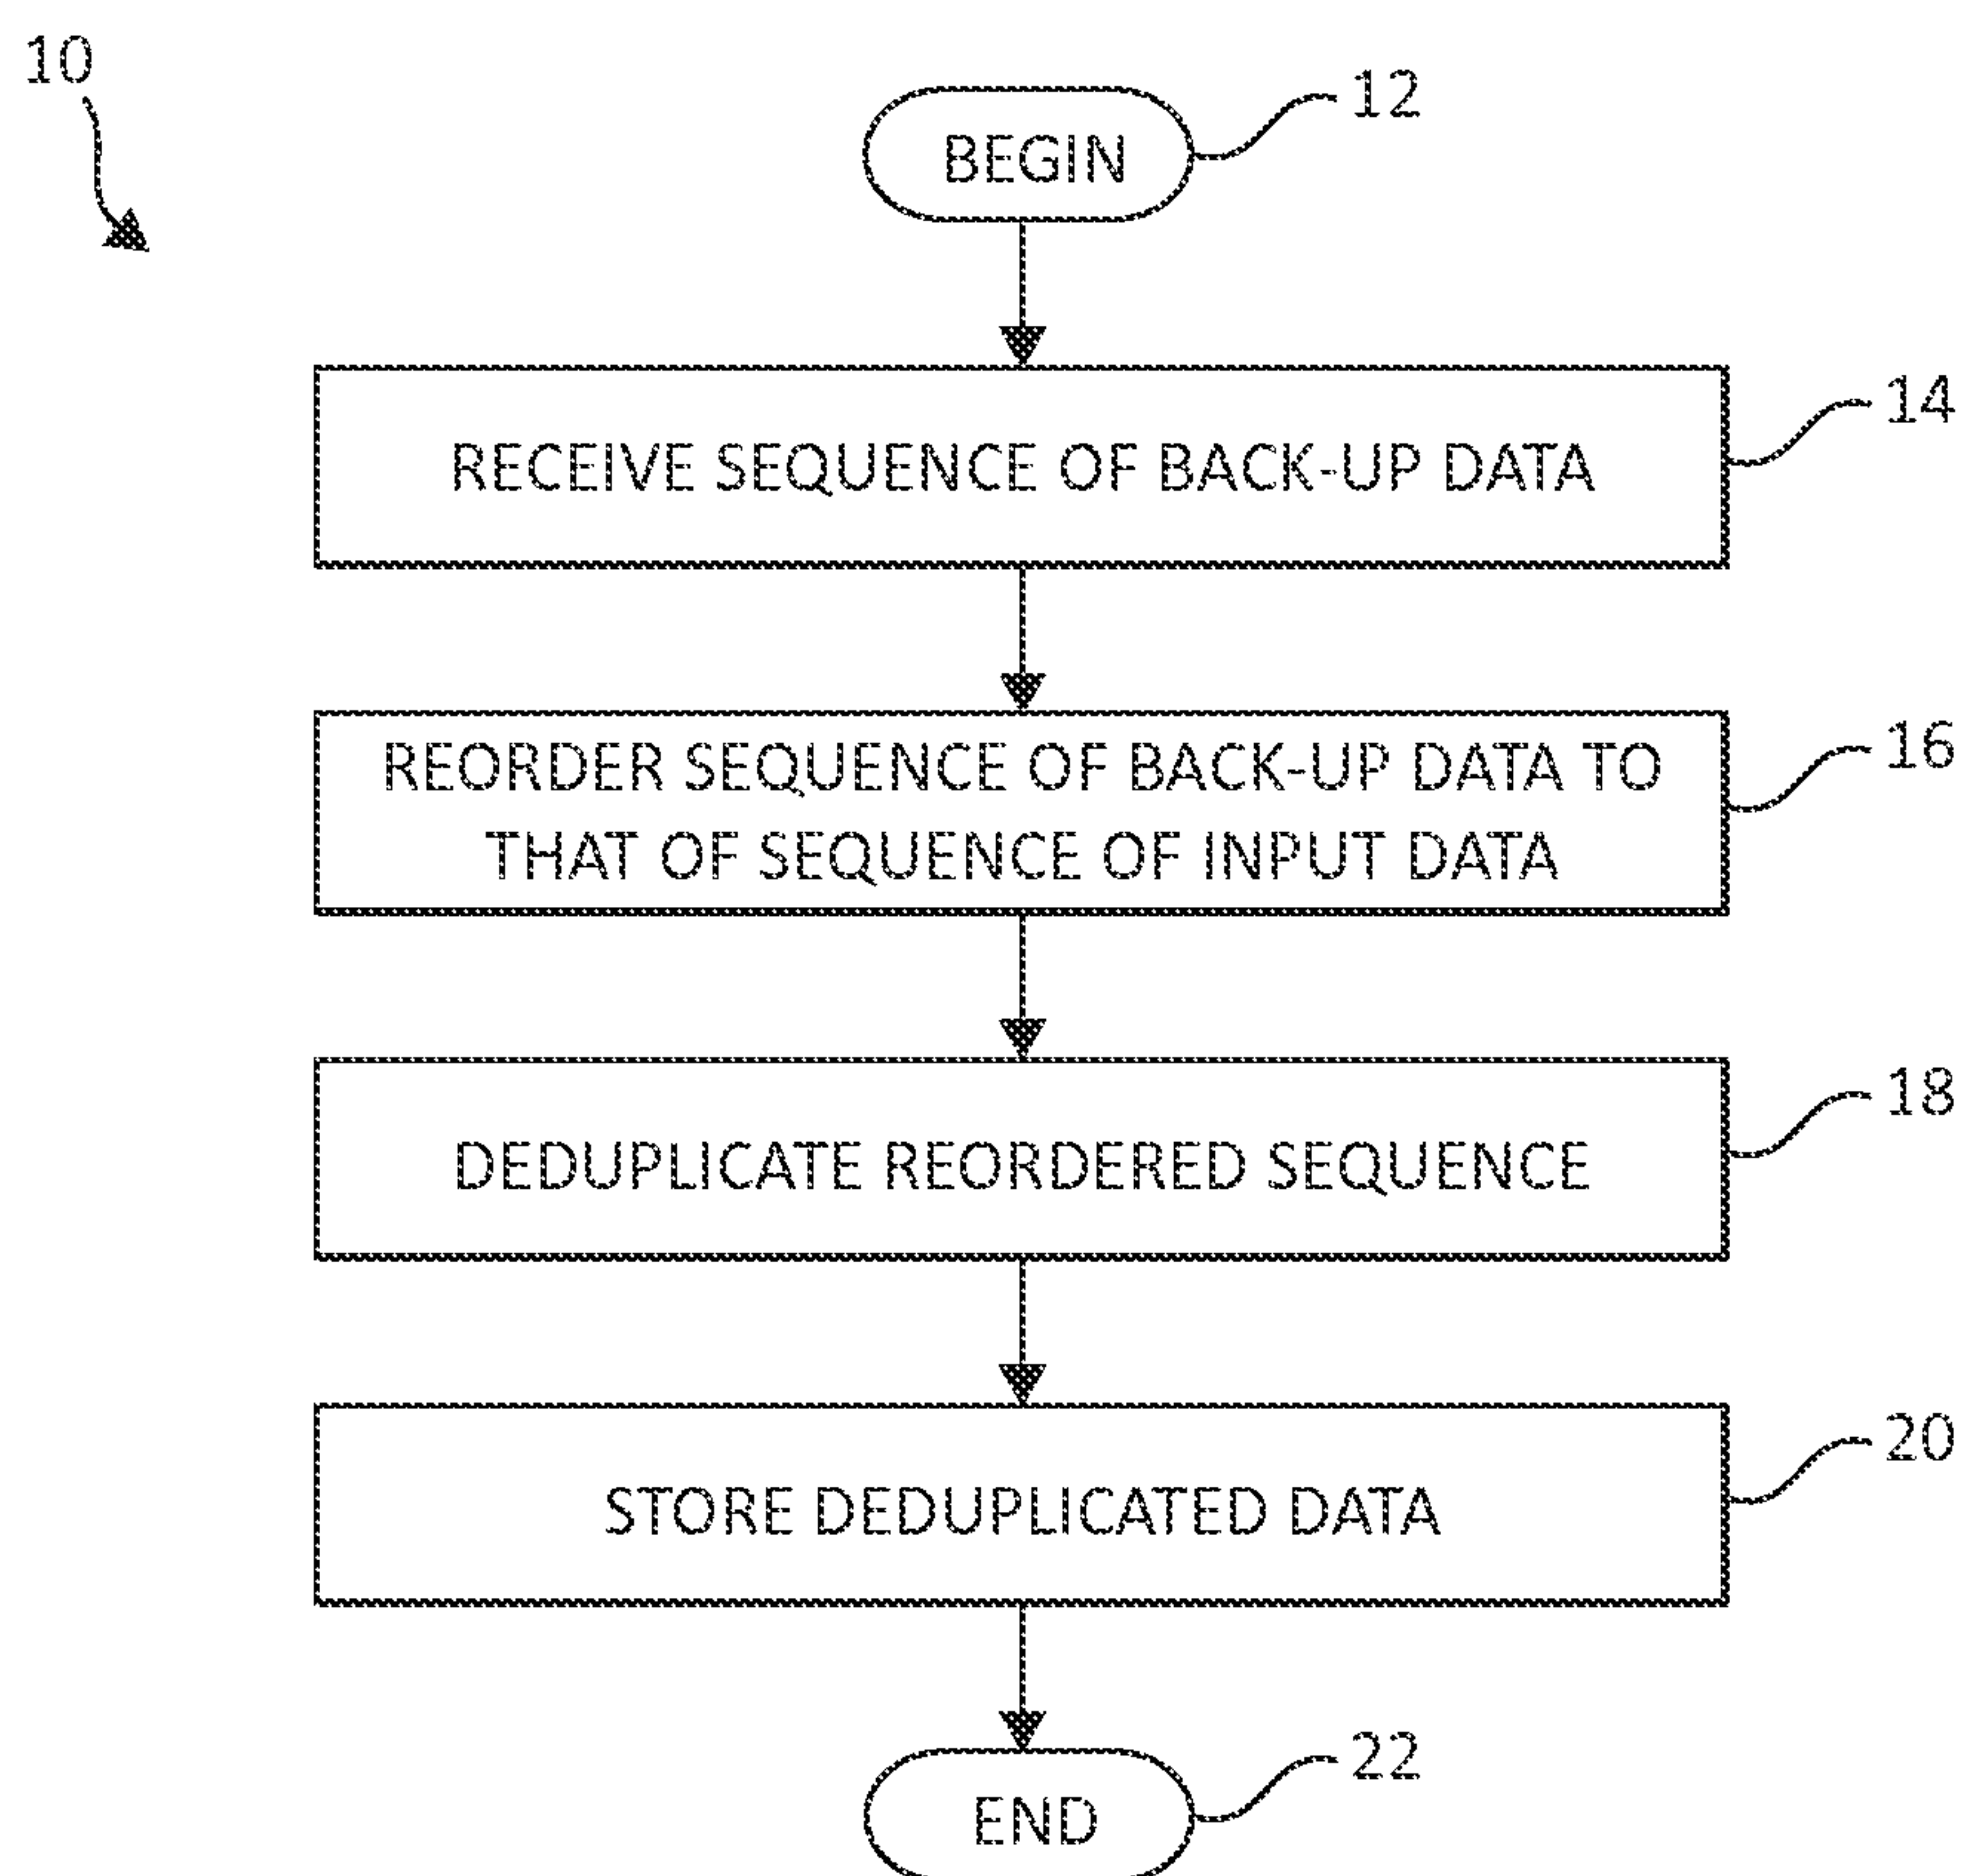 10
BEGIN
12
RECEIVE SEQUENCE OF BACK-UP DATA
14
REORDER SEQUENCE OF BACK-UP DATA TO
THAT OF SEQUENCE OF INPUT DATA
16
DEDUPLICATE REORDERED SEQUENCE
18
STORE DEDUPLICATED DATA
20
END
22